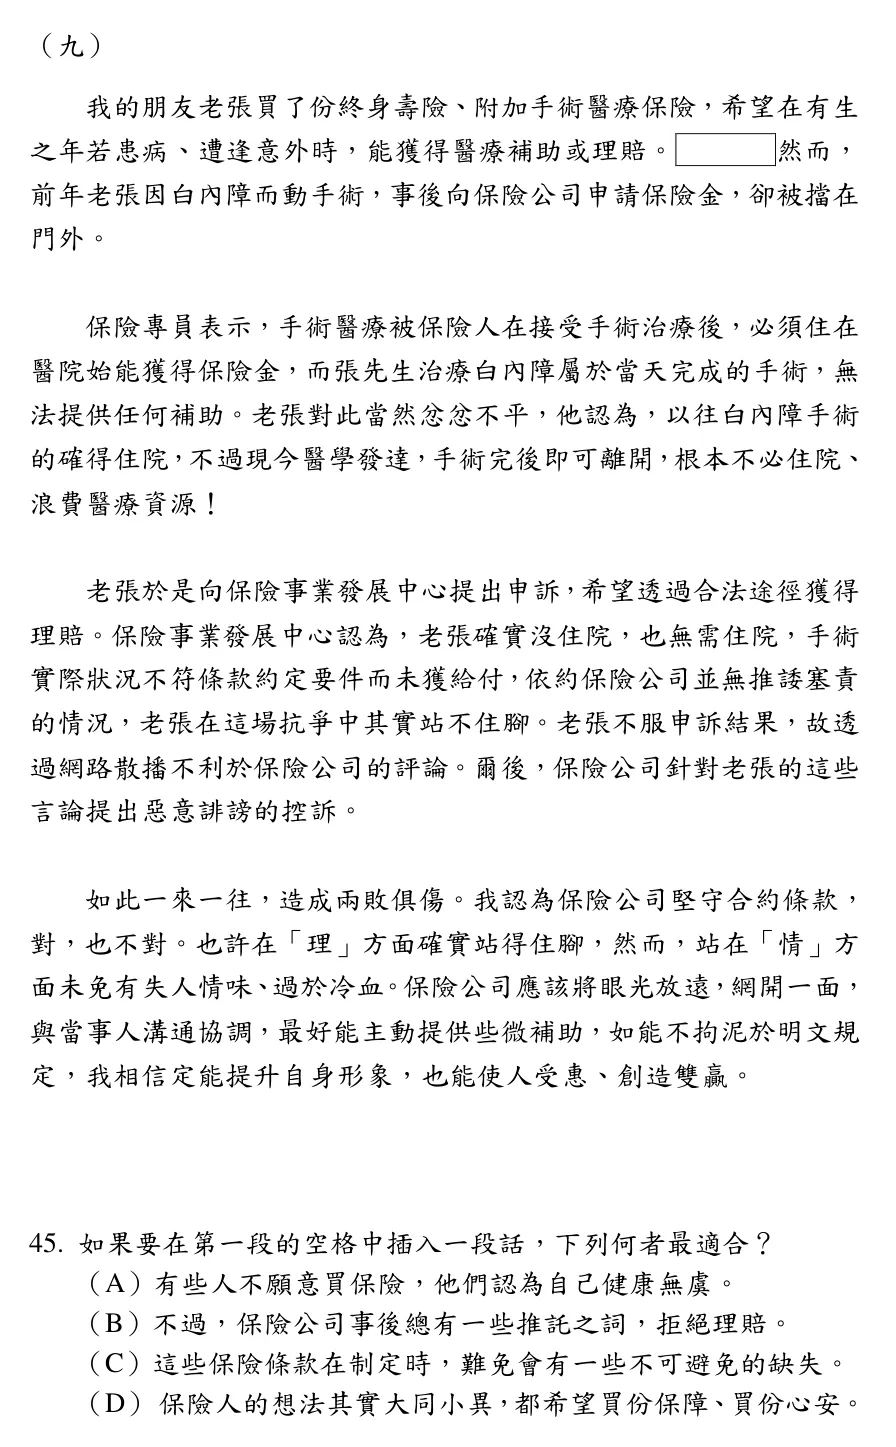 （九）
我的朋友老張買了份終身壽險、附加手術醫療保險，希望在有生
之年若患病、遭逢意外時，能獲得醫療補助或理賠。然而，
前年老張因白內障而動手術，事後向保險公司申請保險金，卻被擋在
門外。
保險專員表示，手術醫療被保險人在接受手術治療後，必須住在
醫院始能獲得保險金，而張先生治療白內障屬於當天完成的手術，無
法提供任何補助。老張對此當然忿忿不平，他認為，以往白內障手術
的確得住院，不過現今醫學發達，手術完後即可離開，根本不必住院、
浪費醫療資源！
老張於是向保險事業發展中心提出申訴，希望透過合法途徑獲得
理賠。保險事業發展中心認為，老張確實沒住院，也無需住院，手術
實際狀況不符條款約定要件而未獲給付，依約保險公司並無推諉塞責
的情況，老張在這場抗爭中其實站不住腳。老張不服申訴結果，故透
過網路散播不利於保險公司的評論。爾後，保險公司針對老張的這些
言論提出惡意誹謗的控訴。
如此一來一往，造成兩敗俱傷。我認為保險公司堅守合約條款，
對，也不對。也許在「理」方面確實站得住腳，然而，站在「情」方
面未免有失人情味、過於冷血。保險公司應該將眼光放遠，網開一面，
與當事人溝通協調，最好能主動提供些微補助，如能不拘泥於明文規
定，我相信定能提升自身形象，也能使人受惠、創造雙贏。
45. 如果要在第一段的空格中插入一段話，下列何者最適合？
（A）有些人不願意買保險，他們認為自己健康無虞。
（B）不過，保險公司事後總有一些推託之詞，拒絕理賠。
（C）這些保險條款在制定時，難免會有一些不可避免的缺失。
（D） 保險人的想法其實大同小異，都希望買份保障、買份心安。